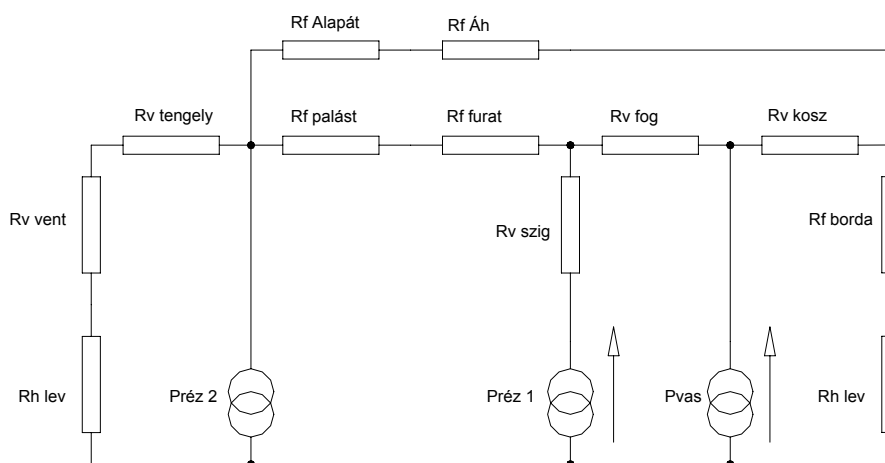 Rf Alapát
Rf Áh
Rv tengely
Rf palást
Rf furat
Rv fog
Rv kosz
Rv vent
Rv szig
Rf borda
Rh lev
Préz 2
Préz 1
Pvas
Rh lev